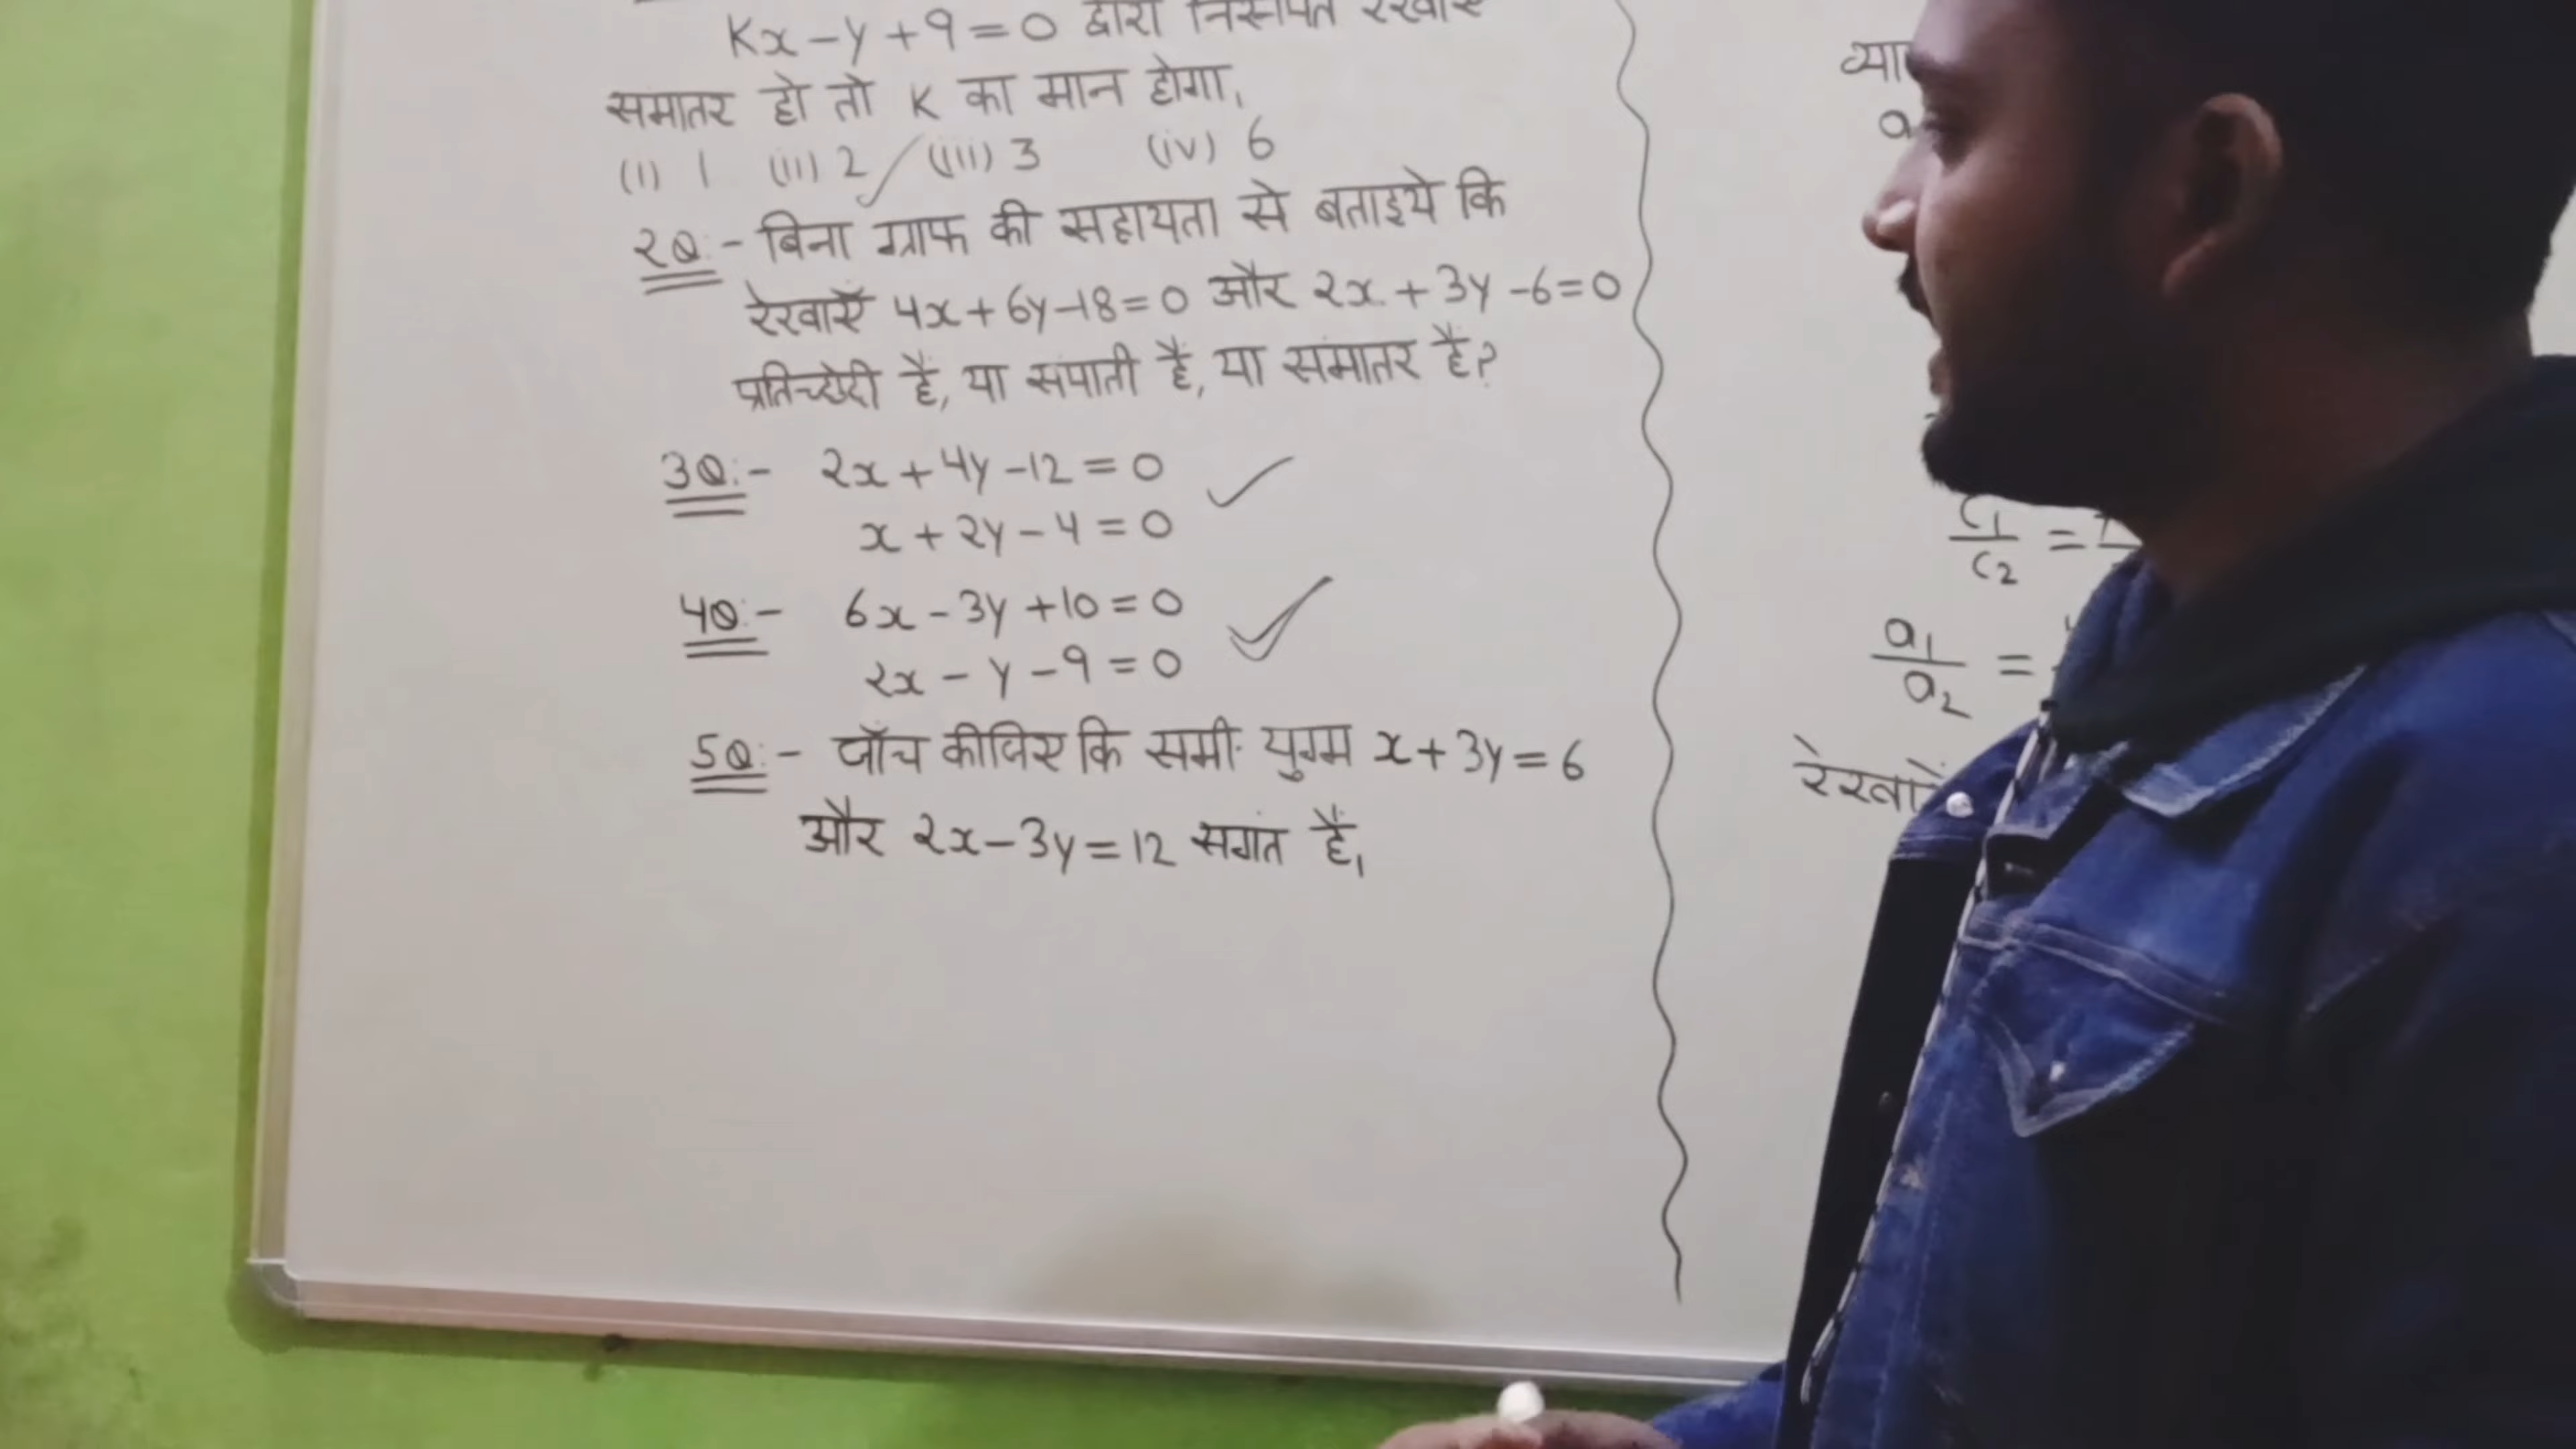 Kx-y+9=0 द्वारा निरूपित रेखाएँ
समातर हो तो K का मान होगा,
(i) 1 (ii) 2 (iii) 3 (iv) 6
2Q:- बिना ग्राफ की सहायता से बताइये कि
रेखाएँ 4x+6y-18=0 और 2x+3y-6=0
प्रतिच्छेदी है, या संपाती है, या समातर है?
3Q:- 2x+4y-12=0
x+2y-4=0
4Q:- 6x-3y+10=0
2x-y-9=0
5Q:- जाँच कीजिए कि समी. युग्म x+3y=6
और 2x-3y=12 सगंत हैं,
c1/c2 =
a1/a2 =